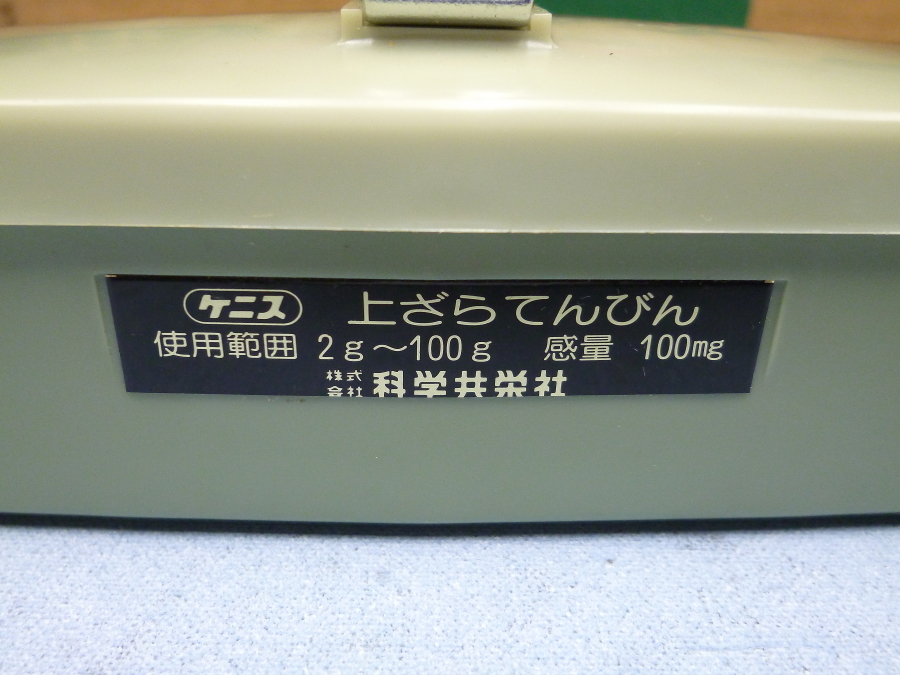 ケニス 上ざらてんびん
使用範囲 2g～100g 感量 100mg
株式会社 科学共栄社